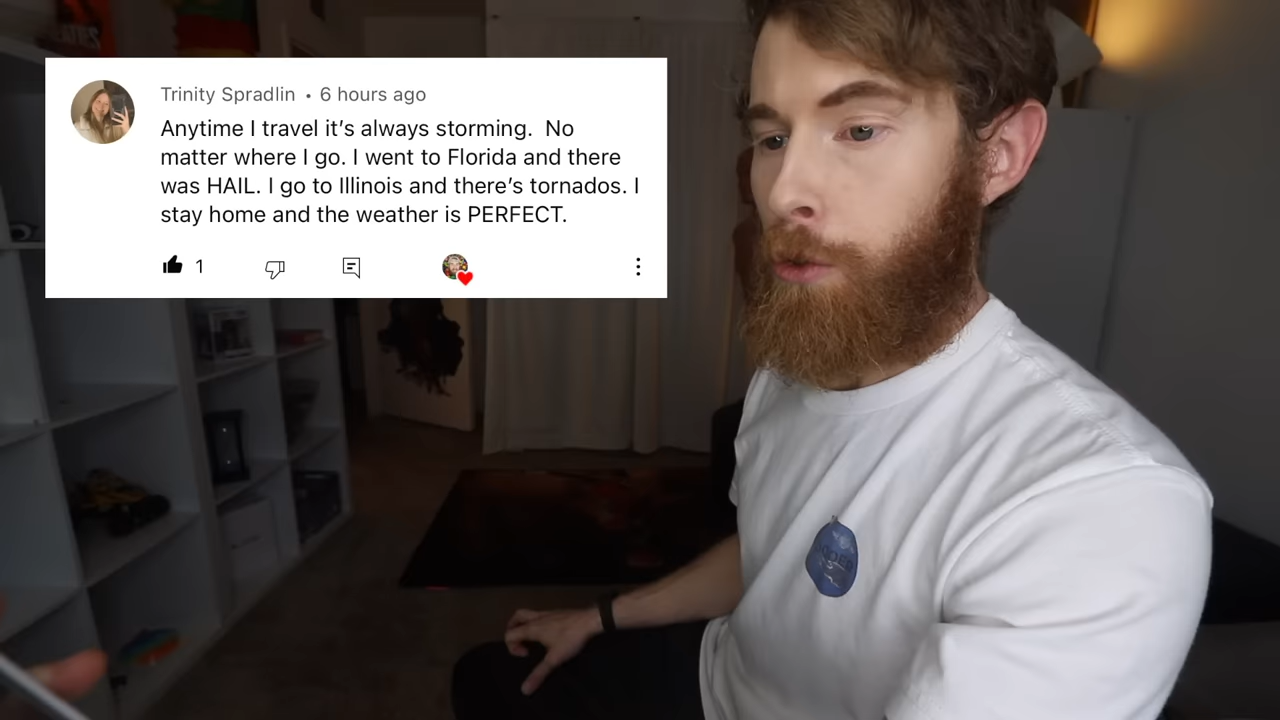 Trinity Spradlin • 6 hours ago
Anytime I travel it's always storming.  No
matter where I go. I went to Florida and there
was HAIL. I go to Illinois and there's tornados. I
stay home and the weather is PERFECT.
1